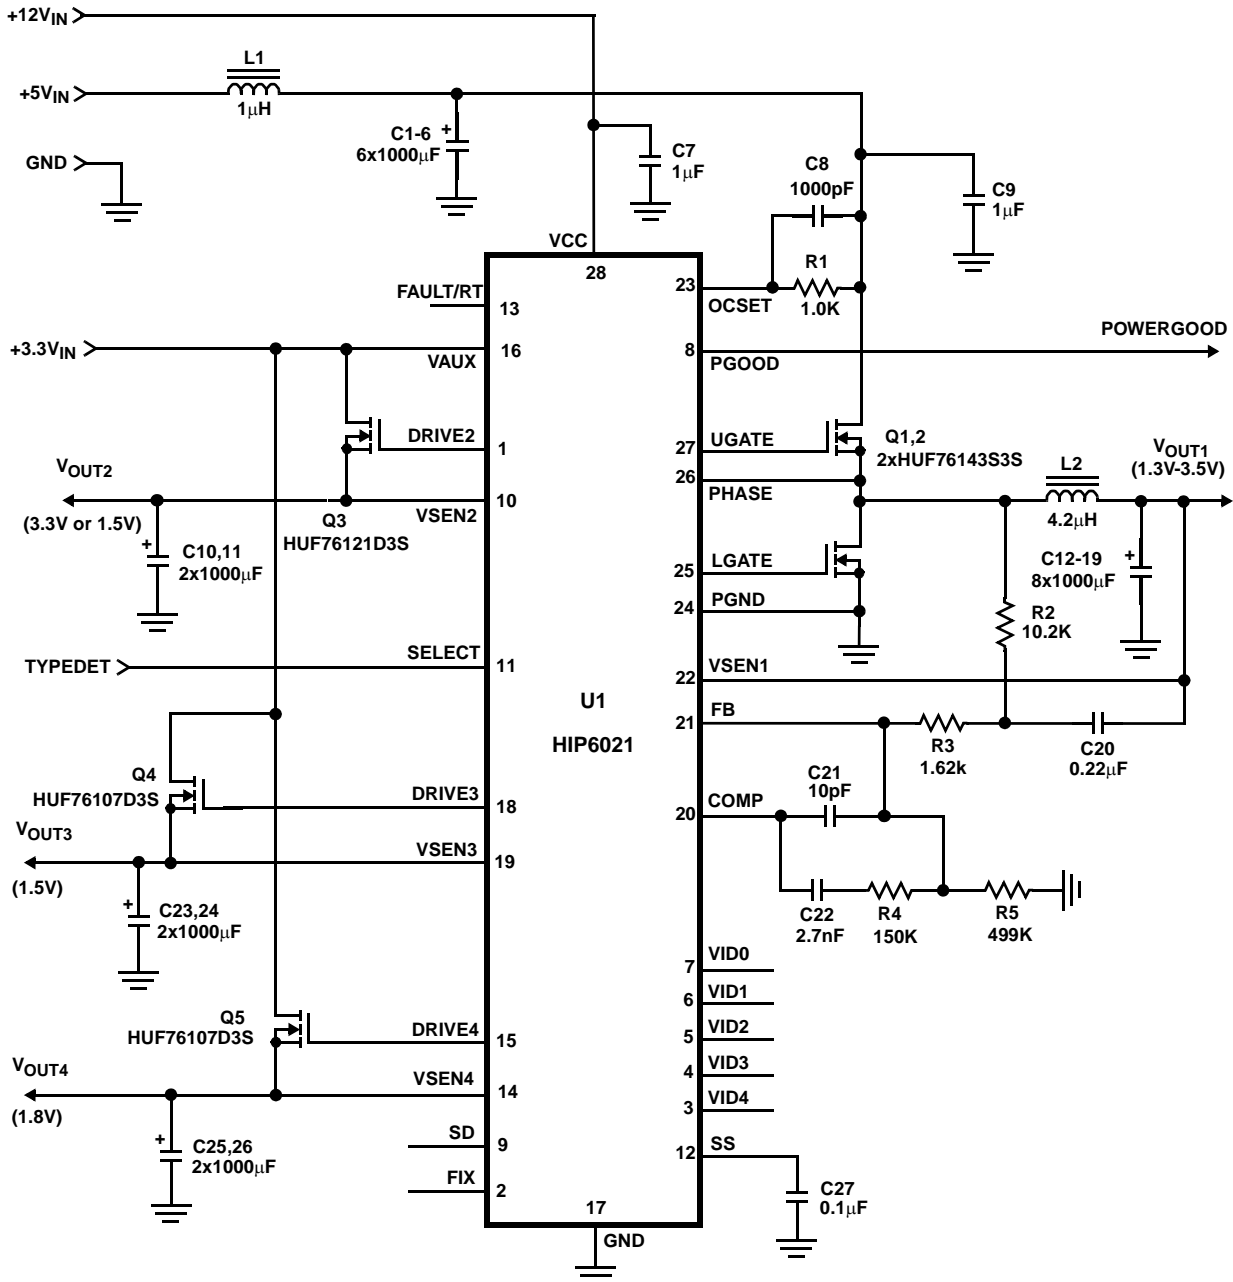 +12VIN
L1
+5VIN
1μH
C1-6
6x1000μF
+
GND
C7
1μF
C8
1000pF
C9
1μF
VCC
28
R1
1.0K
23
OCSET
FAULT/RT
13
+3.3VIN
16
VAUX
POWERGOOD
8
PGOOD
DRIVE2
1
27
UGATE
Q1,2
2xHUF76143S3S
26
PHASE
VOUT1
(1.3V-3.5V)
L2
4.2μH
VOUT2
(3.3V or 1.5V)
10
VSEN2
Q3
HUF76121D3S
+
C10,11
2x1000μF
25
LGATE
24
PGND
C12-19
8x1000μF
+
R2
10.2K
TYPEDET
SELECT
11
22
VSEN1
U1
HIP6021
21
FB
R3
1.62k
C20
0.22μF
Q4
HUF76107D3S
DRIVE3
18
C21
10pF
20
COMP
VOUT3
(1.5V)
VSEN3
19
+
C23,24
2x1000μF
C22
2.7nF
R4
150K
R5
499K
7
VID0
6
VID1
5
VID2
4
VID3
3
VID4
Q5
HUF76107D3S
DRIVE4
15
VOUT4
(1.8V)
VSEN4
14
+
C25,26
2x1000μF
SD
9
FIX
2
12
SS
C27
0.1μF
17
GND